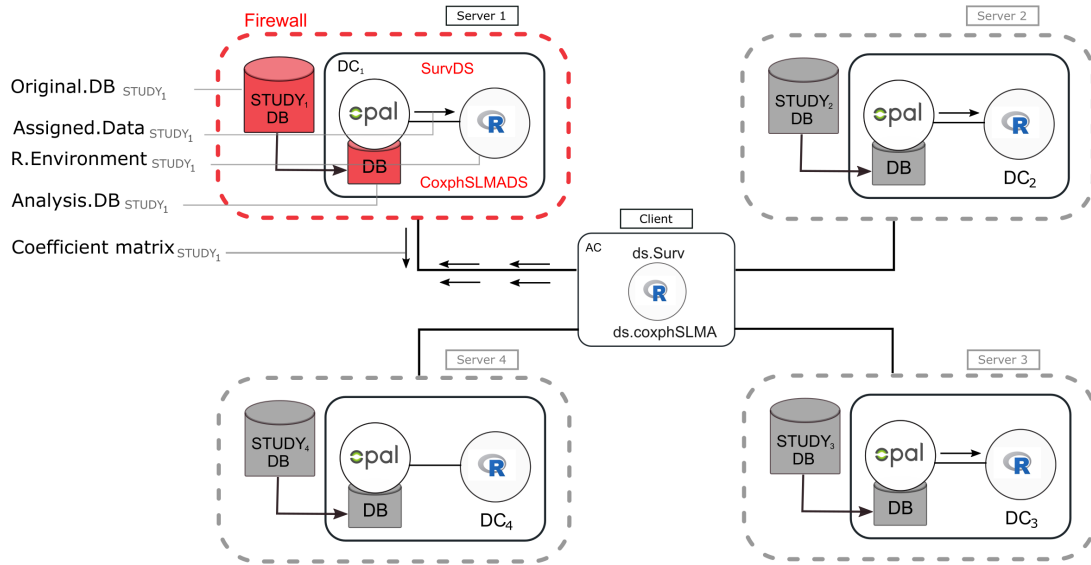 Firewall
Server 1
Server 2
DC1
SurvDS
Original.DB STUDY1
STUDY1
DB
opal
R
STUDY2
DB
opal
R
Assigned.Data STUDY1
R.Environment STUDY1
DB
DB
DC2
CoxphSLMADS
Analysis.DB STUDY1
Client
Coefficient matrix STUDY1
AC
ds.Surv
R
ds.coxphSLMA
Server 4
Server 3
STUDY4
DB
opal
R
STUDY3
DB
opal
R
DB
DC4
DB
DC3